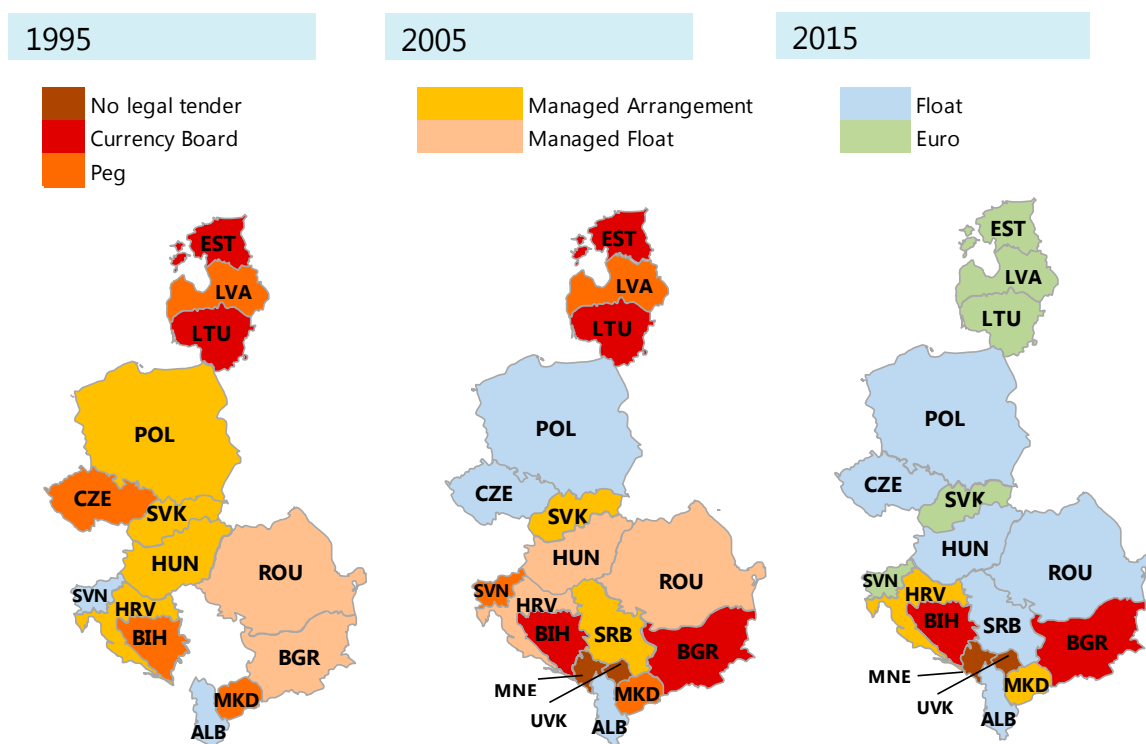 1995
2005
2015
No legal tender
Currency Board
Peg
Managed Arrangement
Managed Float
Float
Euro
EST
LVA
LTU
POL
CZE
SVK
HUN
ROU
SVN
HRV
BIH
BGR
MKD
ALB
EST
LVA
LTU
POL
CZE
SVK
HUN
ROU
SVN
HRV
BIH
SRB
BGR
MNE
MKD
UVK
ALB
EST
LVA
LTU
POL
CZE
SVK
HUN
ROU
SVN
HRV
BIH
SRB
BGR
MNE
MKD
UVK
ALB